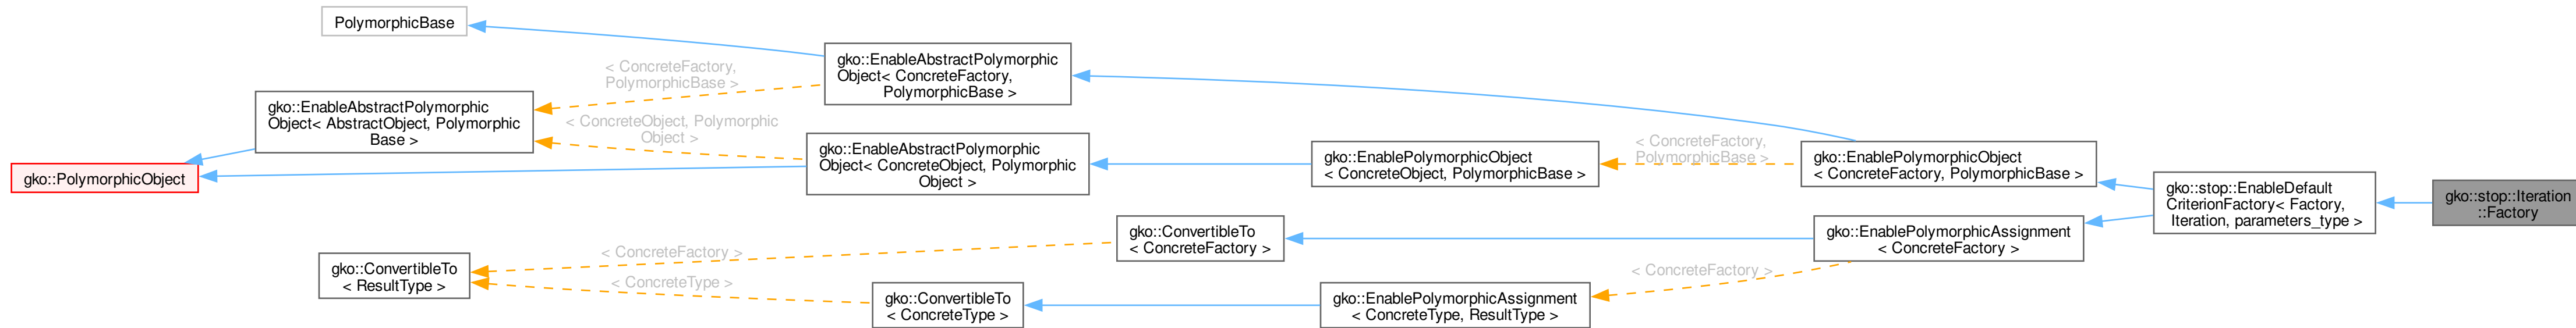 PolymorphicBase
gko::EnableAbstractPolymorphic
Object< ConcreteFactory,
PolymorphicBase >
< ConcreteFactory,
PolymorphicBase >
gko::EnableAbstractPolymorphic
Object< AbstractObject, Polymorphic
Base >
< ConcreteObject, Polymorphic
Object >
gko::PolymorphicObject
gko::EnableAbstractPolymorphic
Object< ConcreteObject, Polymorphic
Object >
gko::EnablePolymorphicObject
< ConcreteObject, PolymorphicBase >
< ConcreteFactory,
PolymorphicBase >
gko::EnablePolymorphicObject
< ConcreteFactory, PolymorphicBase >
gko::stop::EnableDefault
CriterionFactory< Factory,
Iteration, parameters_type >
gko::stop::Iteration
::Factory
gko::ConvertibleTo
< ConcreteFactory >
gko::EnablePolymorphicAssignment
< ConcreteFactory >
< ConcreteFactory >
gko::ConvertibleTo
< ResultType >
< ConcreteType >
< ConcreteFactory >
gko::ConvertibleTo
< ConcreteType >
gko::EnablePolymorphicAssignment
< ConcreteType, ResultType >